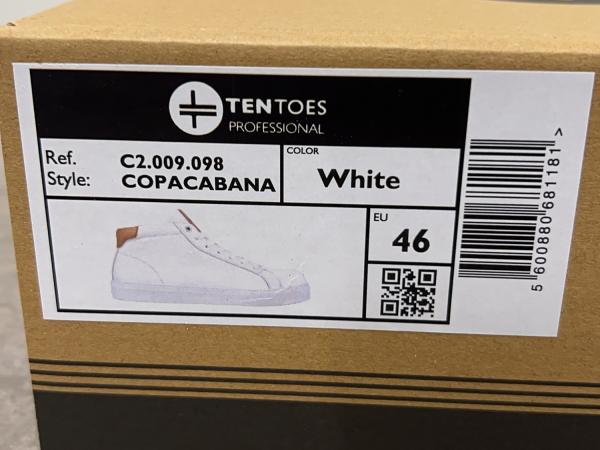 TENTOES
PROFESSIONAL
Ref. C2.009.098
Style: COPACABANA
COLOR
White
EU
46
5 600880 681181 >